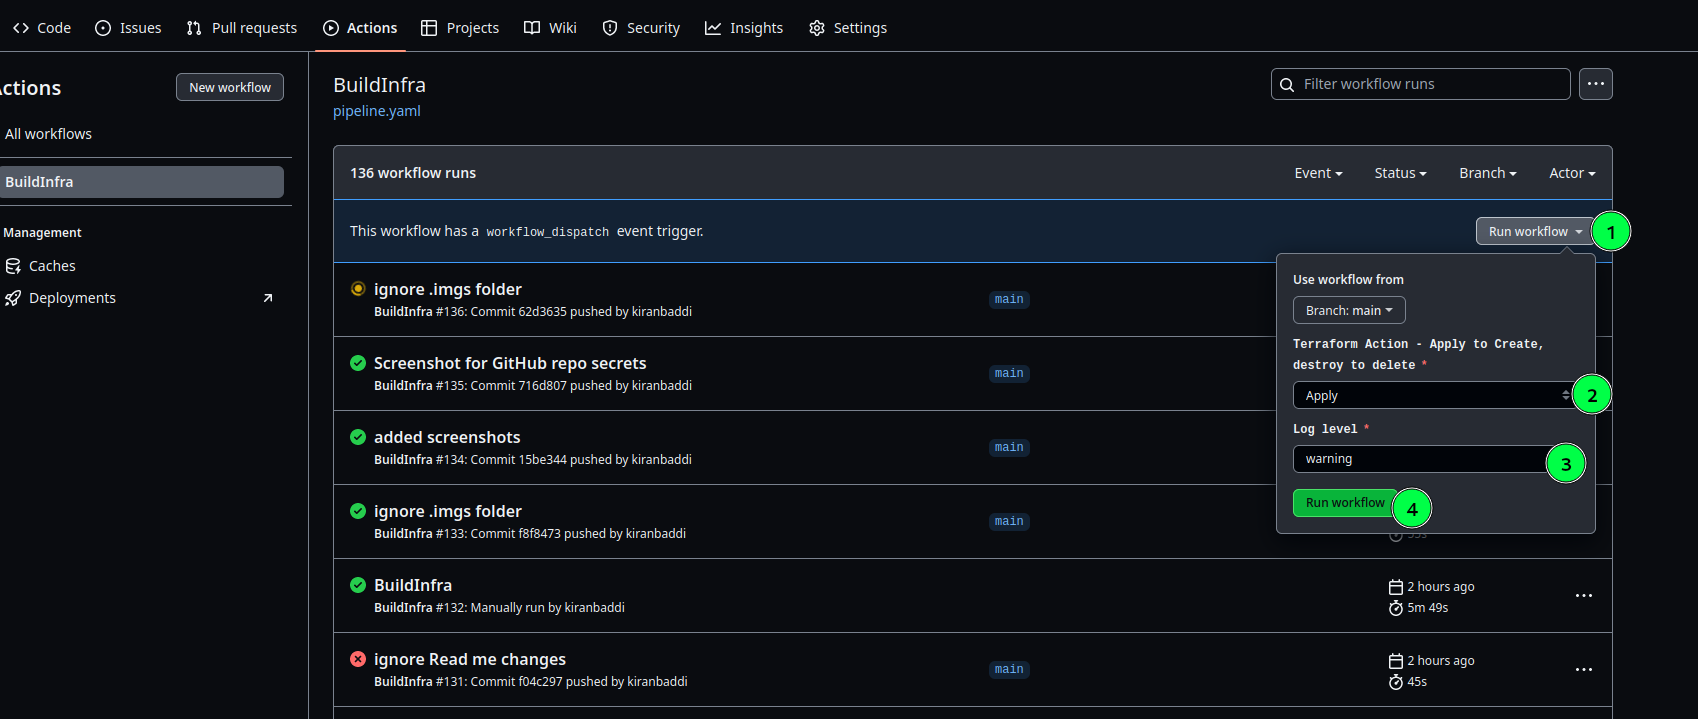 Code Issues Pull requests Actions Projects Wiki Security Insights Settings
ctions
New workflow
All workflows
BuildInfra
Management
Caches
Deployments
BuildInfra
pipeline.yaml
Filter workflow runs
136 workflow runs
Event Status Branch Actor
This workflow has a workflow_dispatch event trigger.
Run workflow 1
Use workflow from
Branch: main
Terraform Action - Apply to Create,
destroy to delete *
Apply 2
Log level *
warning 3
Run workflow 4
ignore .imgs folder
BuildInfra #136: Commit 62d3635 pushed by kiranbaddi
main
Screenshot for GitHub repo secrets
BuildInfra #135: Commit 716d807 pushed by kiranbaddi
main
added screenshots
BuildInfra #134: Commit 15be344 pushed by kiranbaddi
main
ignore .imgs folder
BuildInfra #133: Commit f8f8473 pushed by kiranbaddi
main
BuildInfra
BuildInfra #132: Manually run by kiranbaddi
2 hours ago
5m 49s
ignore Read me changes
BuildInfra #131: Commit f04c297 pushed by kiranbaddi
main
2 hours ago
45s